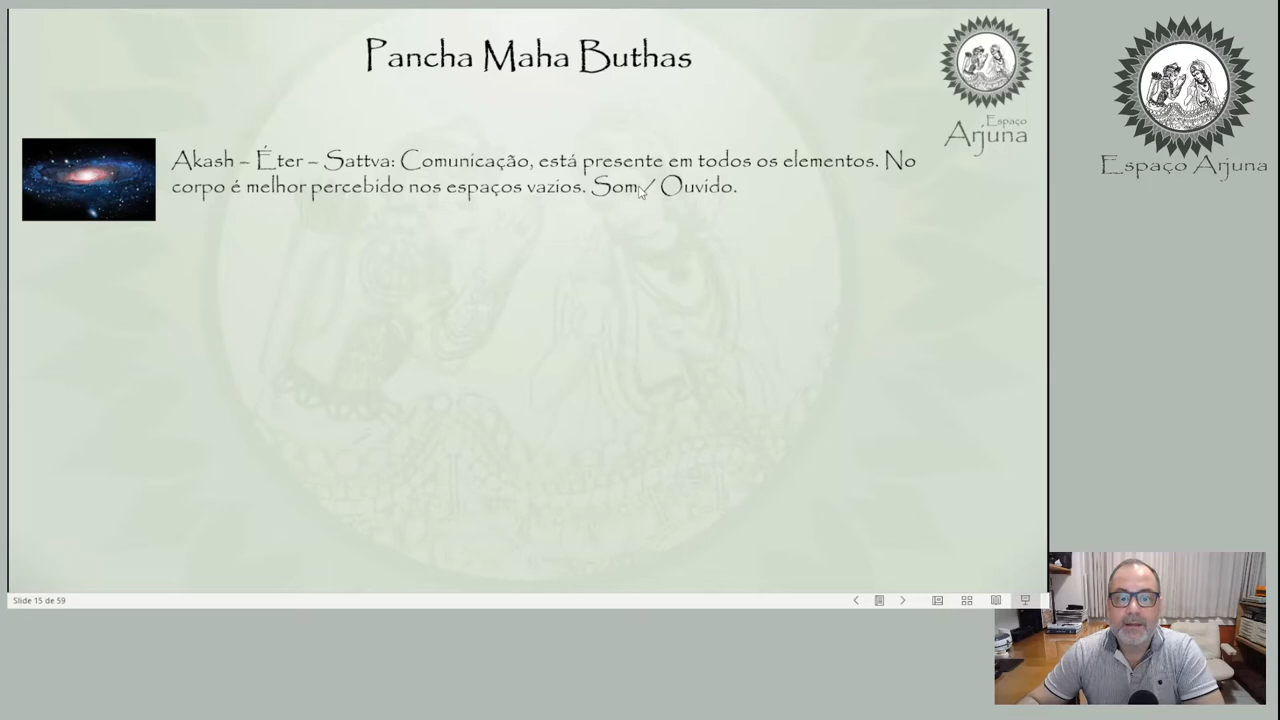 Pancha Maha Buthas
Espaço
Arjuna
Espaço Arjuna
Akash – Éter – Sattva: Comunicação, está presente em todos os elementos. No
corpo é melhor percebido nos espaços vazios. Som / Ouvido.
Slide 15 de 59